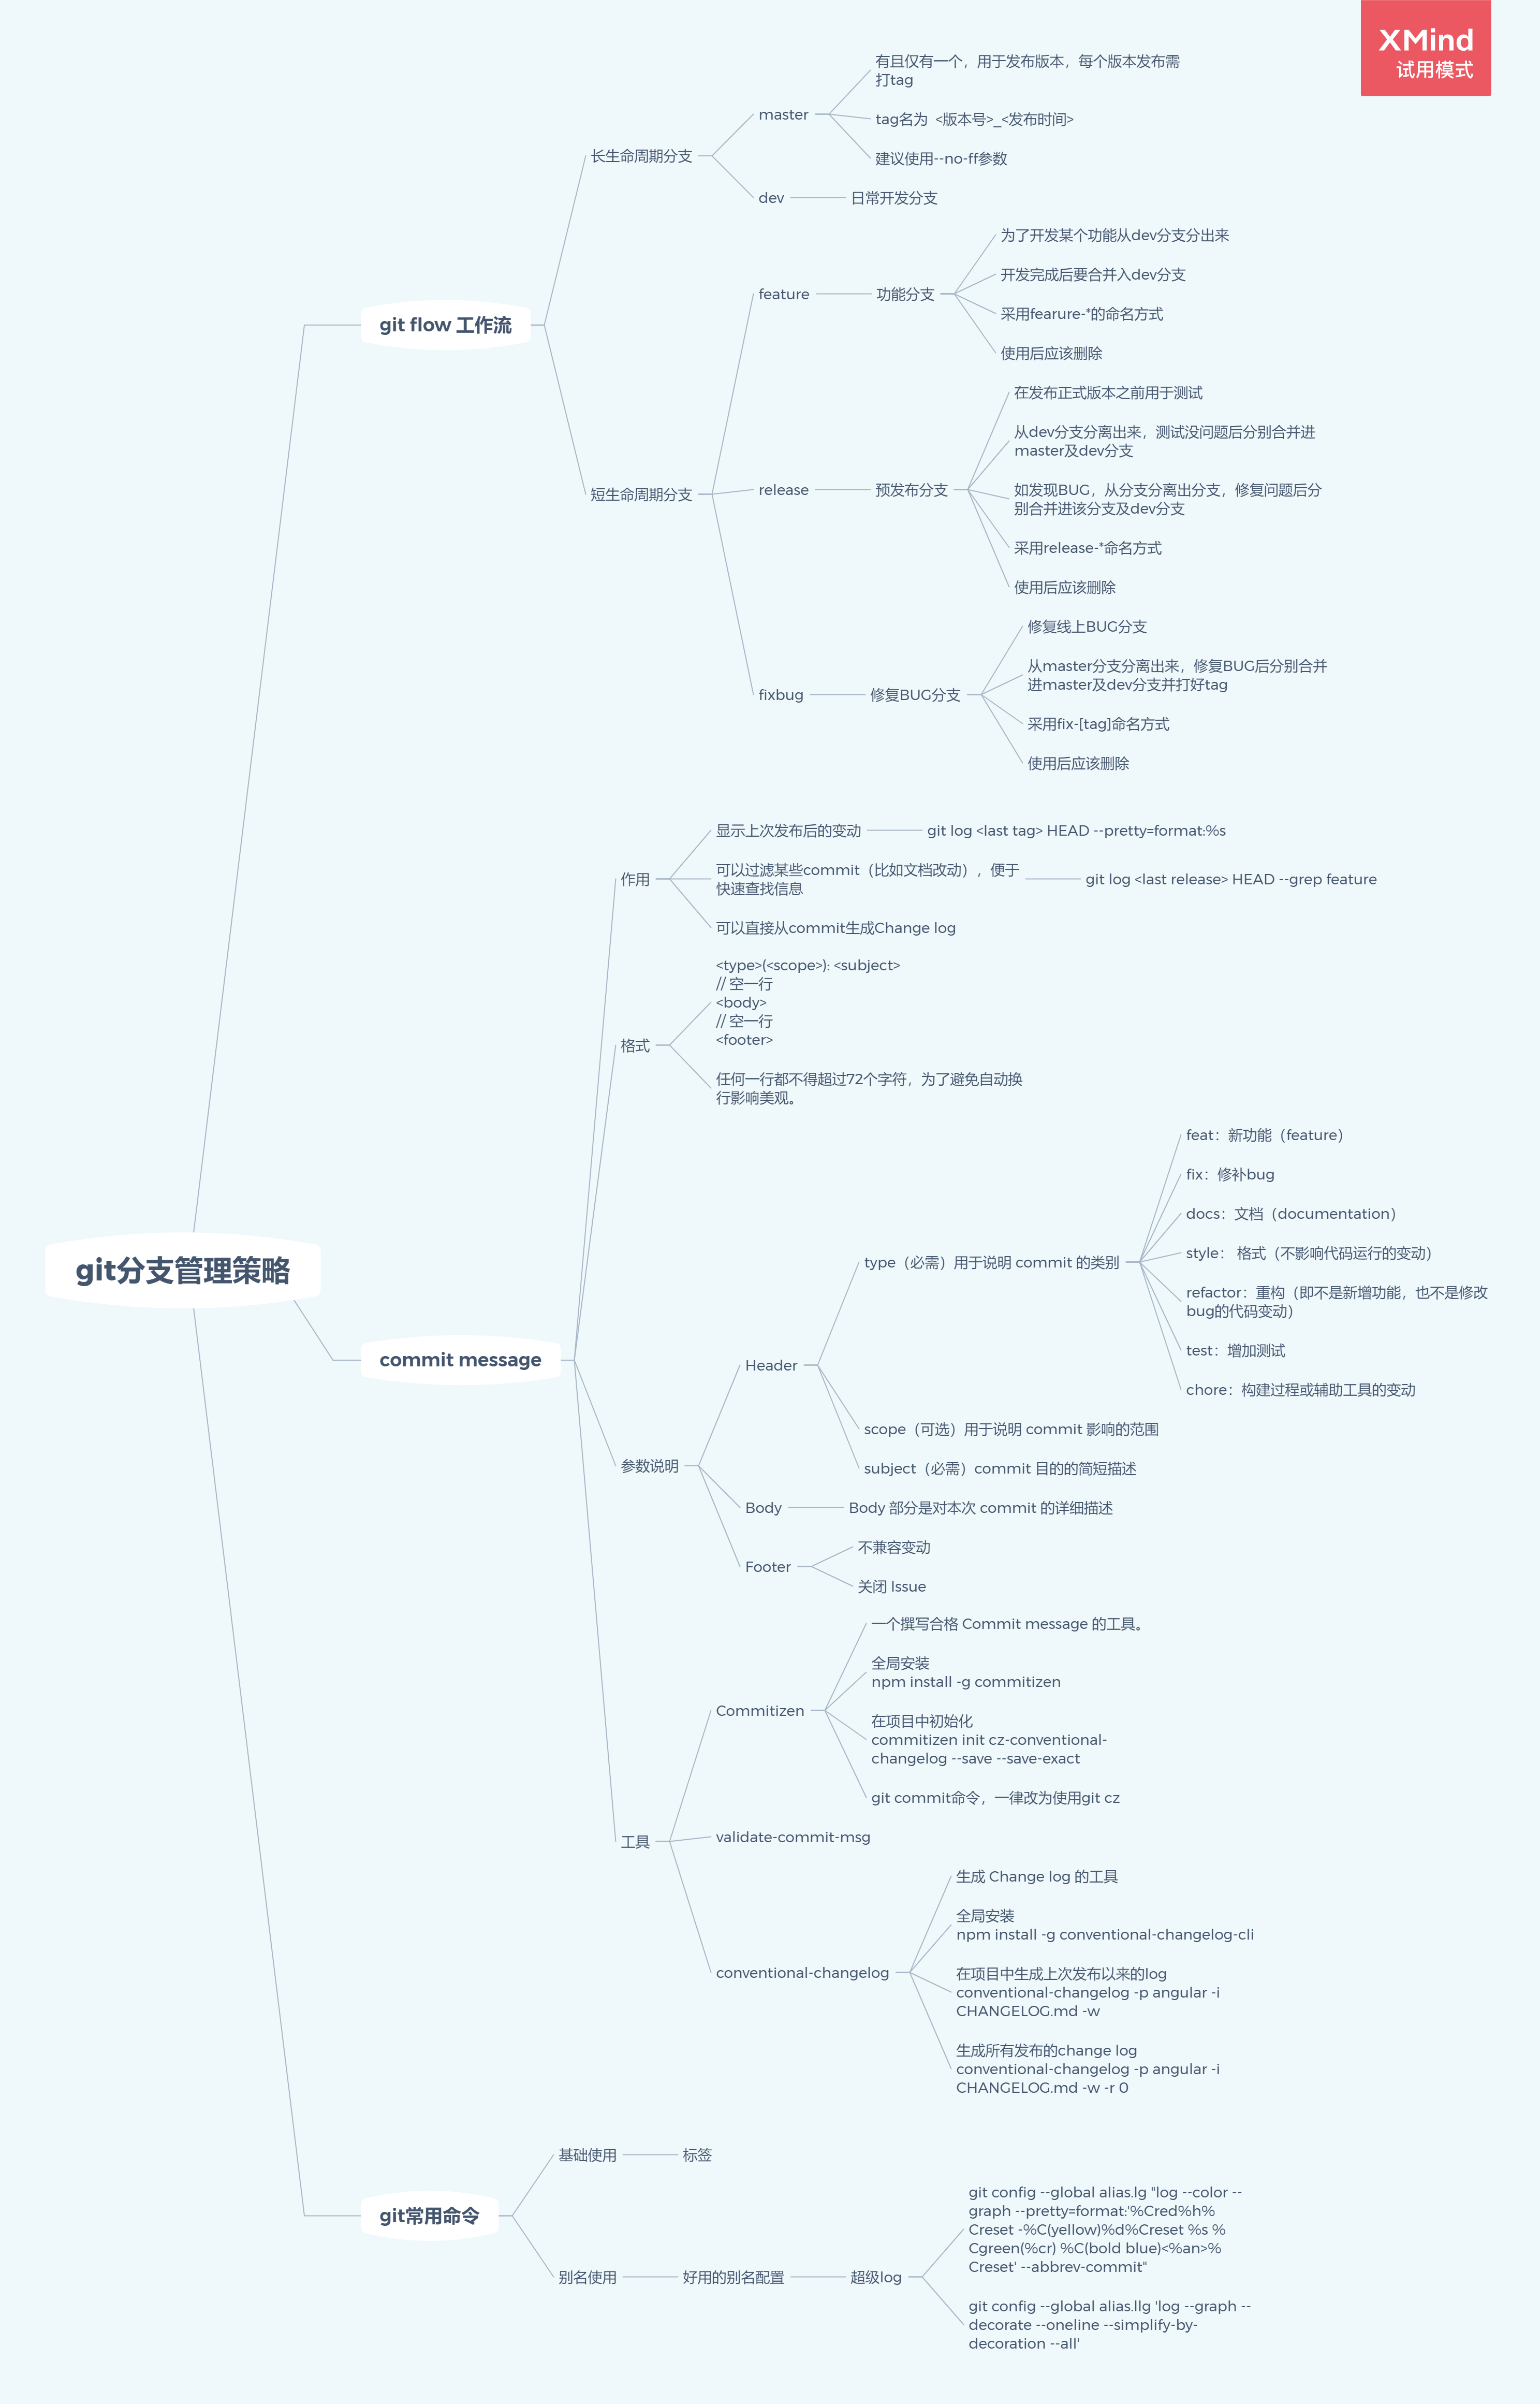 XMind
试用模式
git分支管理策略
git flow 工作流
长生命周期分支
master
有且仅有一个，用于发布版本，每个版本发布需
打tag
tag名为 <版本号>_<发布时间>
建议使用--no-ff参数
dev
日常开发分支
短生命周期分支
feature
功能分支
为了开发某个功能从dev分支分出来
开发完成后要合并入dev分支
采用fearure-*的命名方式
使用后应该删除
release
预发布分支
在发布正式版本之前用于测试
从dev分支分离出来，测试没问题后分别合并进
master及dev分支
如发现BUG，从分支分离出分支，修复问题后分
别合并进该分支及dev分支
采用release-*命名方式
使用后应该删除
fixbug
修复BUG分支
修复线上BUG分支
从master分支分离出来，修复BUG后分别合并
进master及dev分支并打好tag
采用fix-[tag]命名方式
使用后应该删除
commit message
作用
显示上次发布后的变动
git log <last tag> HEAD --pretty=format:%s
可以过滤某些commit（比如文档改动），便于
快速查找信息
git log <last release> HEAD --grep feature
可以直接从commit生成Change log
格式
<type>(<scope>): <subject>
// 空一行
<body>
// 空一行
<footer>
任何一行都不得超过72个字符，为了避免自动换
行影响美观。
参数说明
Header
type（必需）用于说明 commit 的类别
feat：新功能（feature）
fix：修补bug
docs：文档（documentation）
style： 格式（不影响代码运行的变动）
refactor：重构（即不是新增功能，也不是修改
bug的代码变动）
test：增加测试
chore：构建过程或辅助工具的变动
scope（可选）用于说明 commit 影响的范围
subject（必需）commit 目的的简短描述
Body
Body 部分是对本次 commit 的详细描述
Footer
不兼容变动
关闭 Issue
工具
Commitizen
一个撰写合格 Commit message 的工具。
全局安装
npm install -g commitizen
在项目中初始化
commitizen init cz-conventional-
changelog --save --save-exact
git commit命令，一律改为使用git cz
validate-commit-msg
conventional-changelog
生成 Change log 的工具
全局安装
npm install -g conventional-changelog-cli
在项目中生成上次发布以来的log
conventional-changelog -p angular -i
CHANGELOG.md -w
生成所有发布的change log
conventional-changelog -p angular -i
CHANGELOG.md -w -r 0
git常用命令
基础使用
标签
别名使用
好用的别名配置
超级log
git config --global alias.lg "log --color --
graph --pretty=format:'%Cred%h%
Creset -%C(yellow)%d%Creset %s %
Cgreen(%cr) %C(bold blue)<%an>%
Creset' --abbrev-commit"
git config --global alias.llg 'log --graph --
decorate --oneline --simplify-by-
decoration --all'